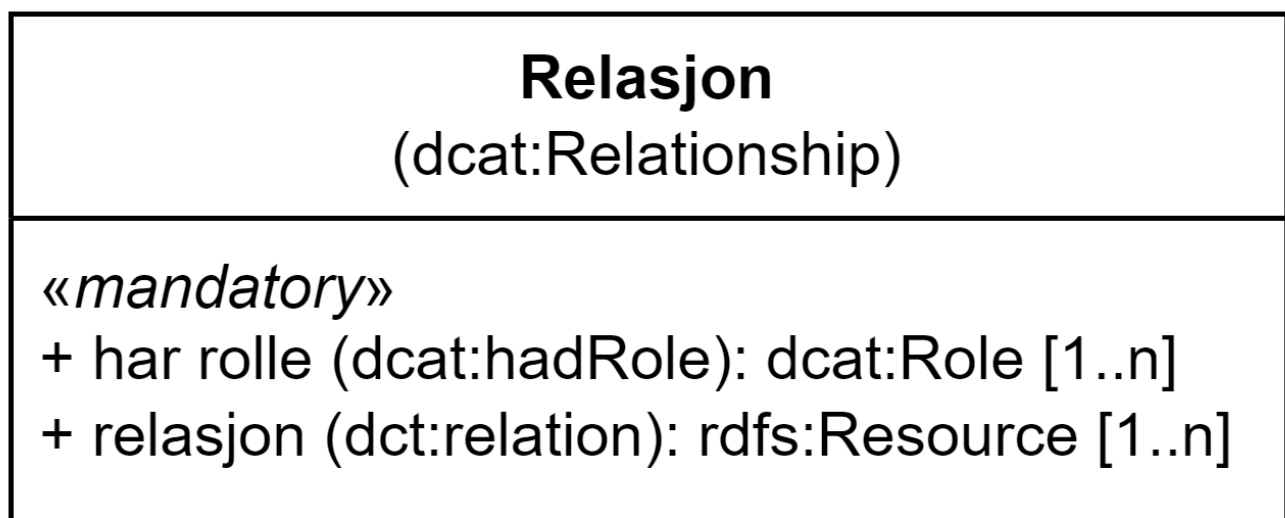 Relasjon
(dcat:Relationship)
«mandatory»
+ har rolle (dcat:hadRole): dcat:Role [1..n]
+ relasjon (dct:relation): rdfs:Resource [1..n]